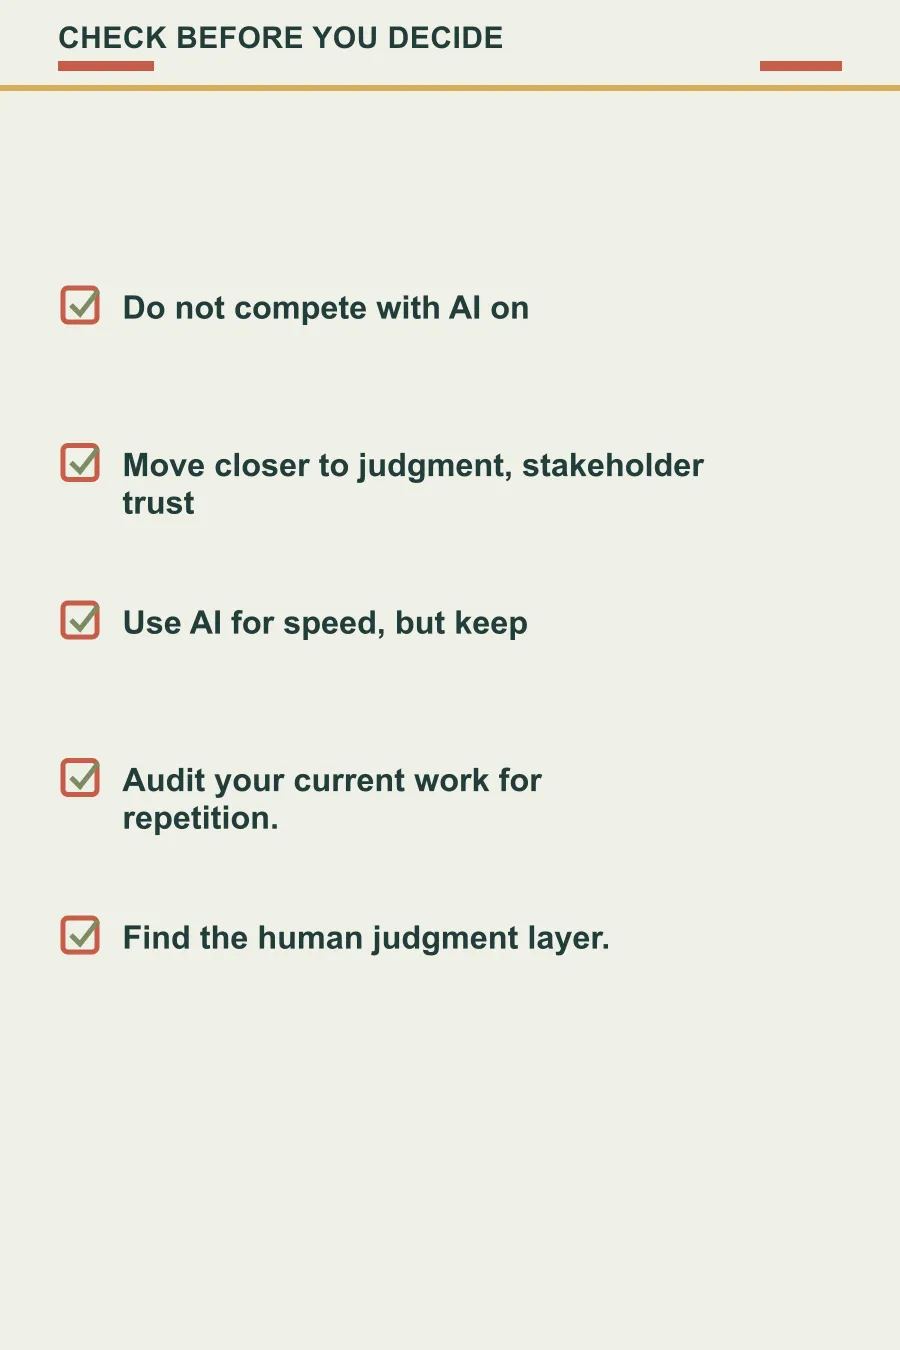 CHECK BEFORE YOU DECIDE
Do not compete with AI on
Move closer to judgment, stakeholder
trust
Use AI for speed, but keep
Audit your current work for
repetition.
Find the human judgment layer.